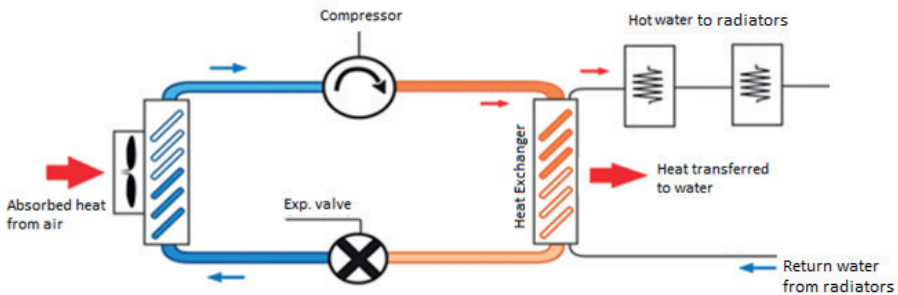 Compressor
Hot water to radiators
Heat Exchanger
Absorbed heat
from air
Exp. valve
Heat transferred
to water
Return water
from radiators